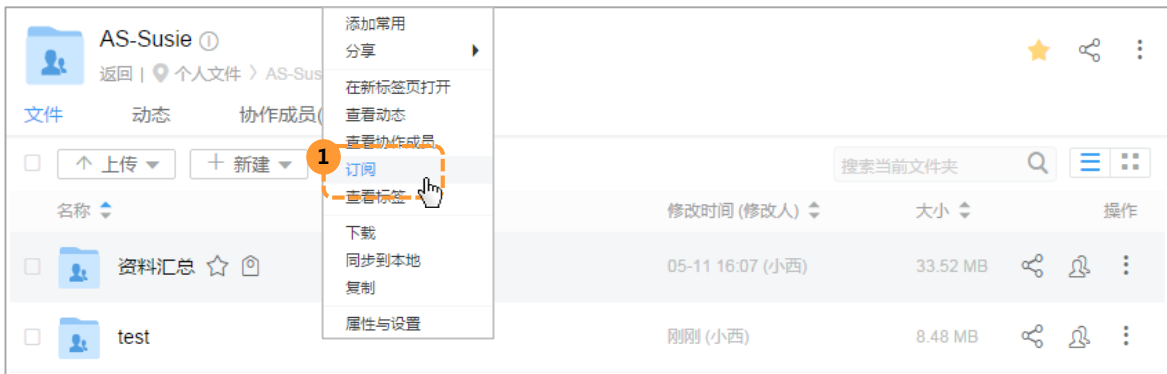 AS-Susie
返回 | 个人文件 〉AS-Sus
文件 动态 协作成员(
上传 新建
搜索当前文件夹
名称 修改时间 (修改人) 大小 操作
资料汇总 05-11 16:07 (小西) 33.52 MB
test 刚刚 (小西) 8.48 MB
添加常用
分享
在新标签页打开
查看动态
查看协作成员
1
订阅
查看标签
下载
同步到本地
复制
属性与设置